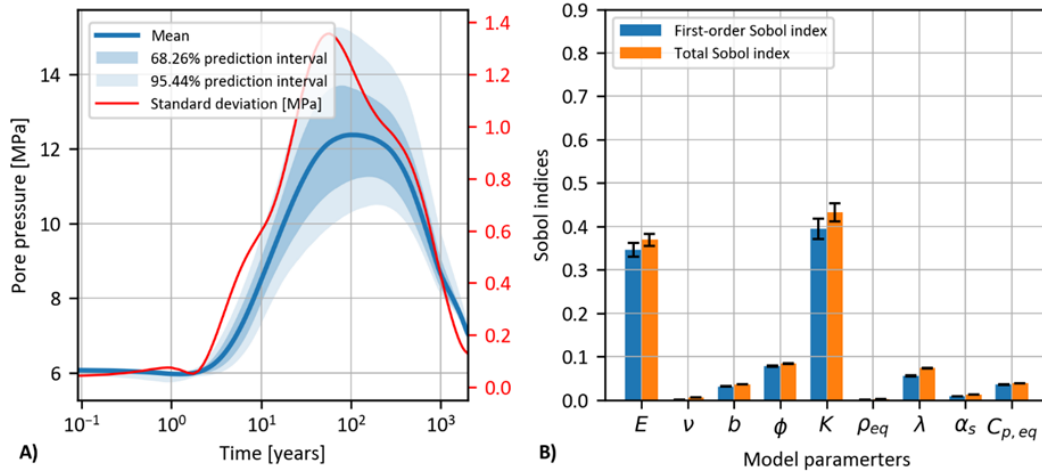 Mean
68.26% prediction interval
95.44% prediction interval
Standard deviation [MPa]
Pore pressure [MPa]
14
12
10
8
6
1.4
1.2
1.0
0.8
0.6
0.4
0.2
0.0
10⁻¹ 10⁰ 10¹ 10² 10³
Time [years]
A)
First-order Sobol index
Total Sobol index
Sobol indices
0.9
0.8
0.7
0.6
0.5
0.4
0.3
0.2
0.1
0.0
E ν b ϕ K ρeq λ αs Cp, eq
Model paramerters
B)